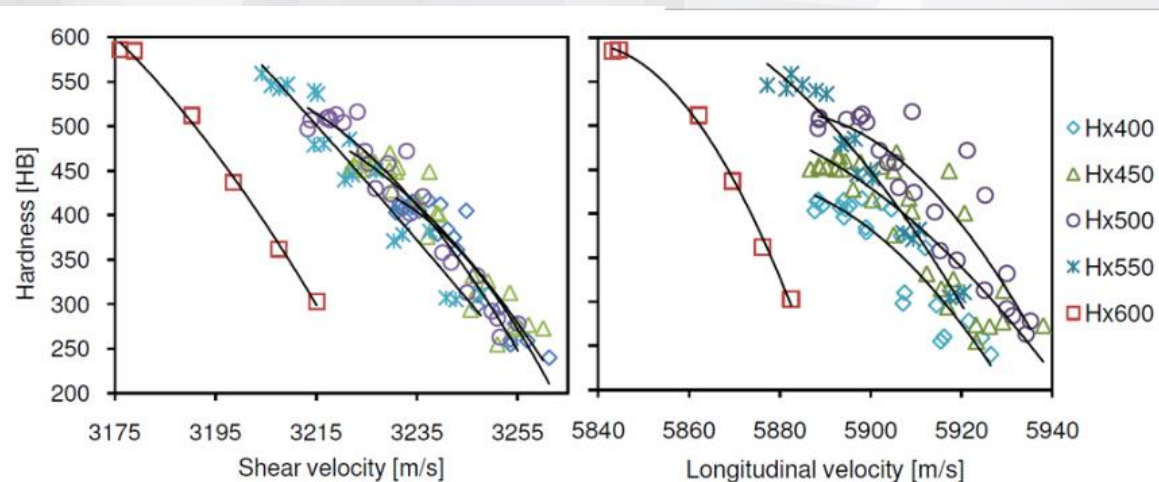 600
550
500
450
400
350
300
250
200
Hardness [HB]
3175 3195 3215 3235 3255
Shear velocity [m/s]
5840 5860 5880 5900 5920 5940
Longitudinal velocity [m/s]
Hx400
Hx450
Hx500
Hx550
Hx600